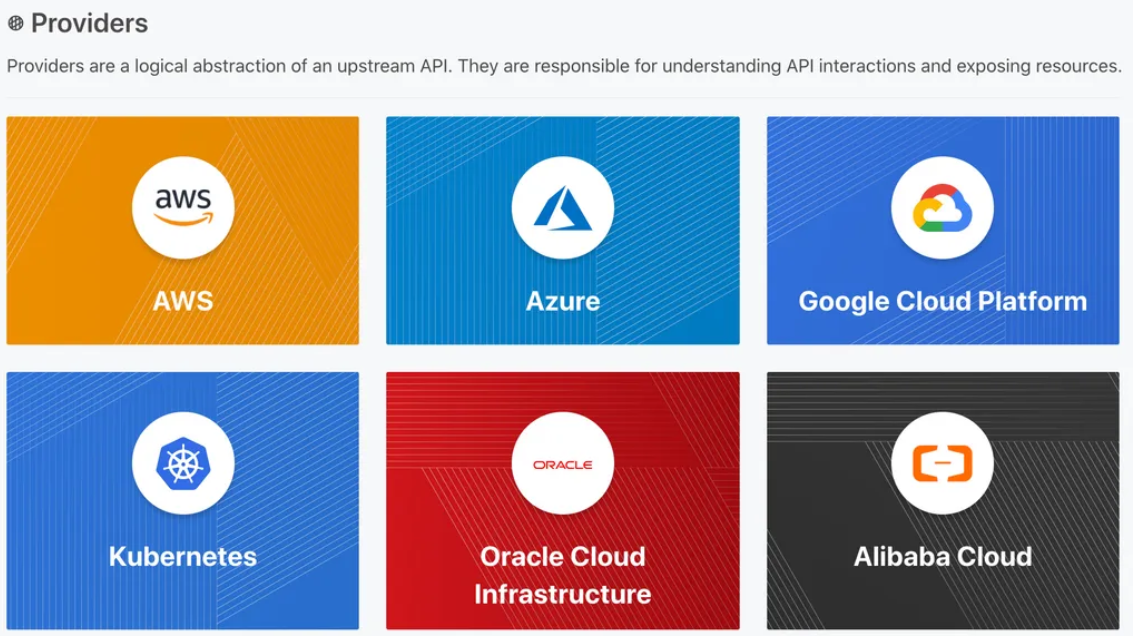 Providers
Providers are a logical abstraction of an upstream API. They are responsible for understanding API interactions and exposing resources.
aws
AWS
Azure
Google Cloud Platform
Kubernetes
ORACLE
Oracle Cloud
Infrastructure
Alibaba Cloud